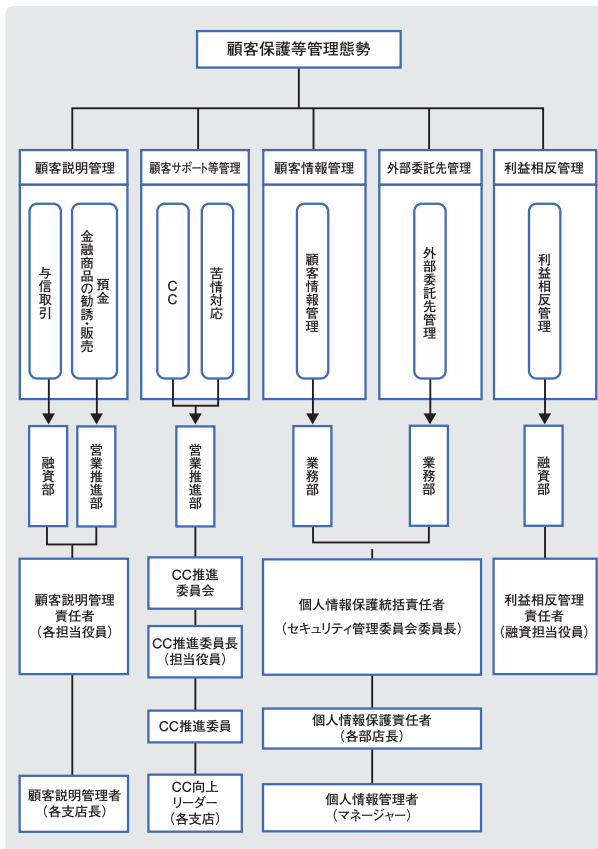 顧客保護等管理態勢
顧客説明管理
顧客サポート等管理
顧客情報管理
外部委託先管理
利益相反管理
与信取引
預金
金融商品の勧誘・販売
CC
苦情対応
顧客情報管理
外部委託先管理
利益相反管理
融資部
営業推進部
営業推進部
業務部
業務部
融資部
顧客説明管理
責任者
(各担当役員)
顧客説明管理者
(各支店長)
CC推進
委員会
CC推進委員長
(担当役員)
CC推進委員
CC向上
リーダー
(各支店)
個人情報保護統括責任者
(セキュリティ管理委員会委員長)
個人情報保護責任者
(各部店長)
個人情報管理者
(マネージャー)
利益相反管理
責任者
(融資担当役員)